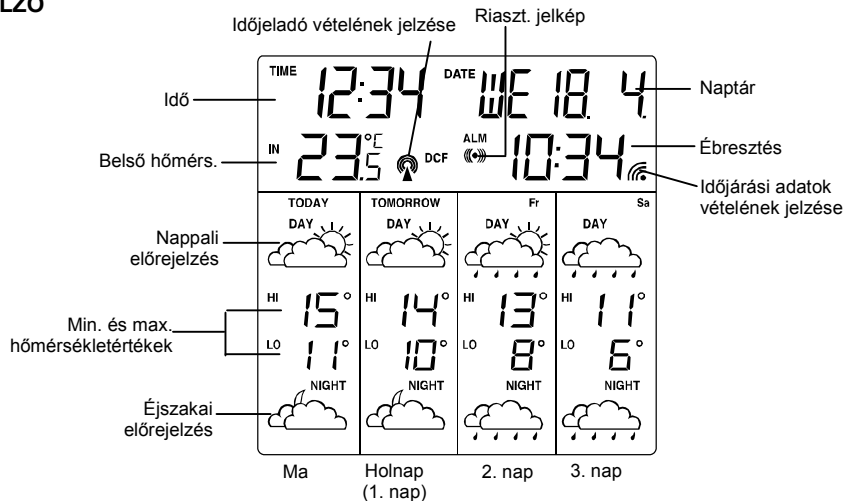 LZŐ
Időjeladó vételének jelzése
Riaszt. jelkép
TIME 12:34 DATE WE 18. 4.
Idő
Naptár
IN 23.5 °C DCF ALM 10:34
Belső hőmérs.
Ébresztés
Időjárási adatok
vételének jelzése
TODAY TOMORROW Fr Sa
DAY DAY DAY DAY
Nappali
előrejelzés
HI 15° HI 14° HI 13° HI 11°
Min. és max.
hőmérsékletértékek
LO 11° LO 10° LO 8° LO 6°
NIGHT NIGHT NIGHT NIGHT
Éjszakai
előrejelzés
Ma Holnap 2. nap 3. nap
(1. nap)